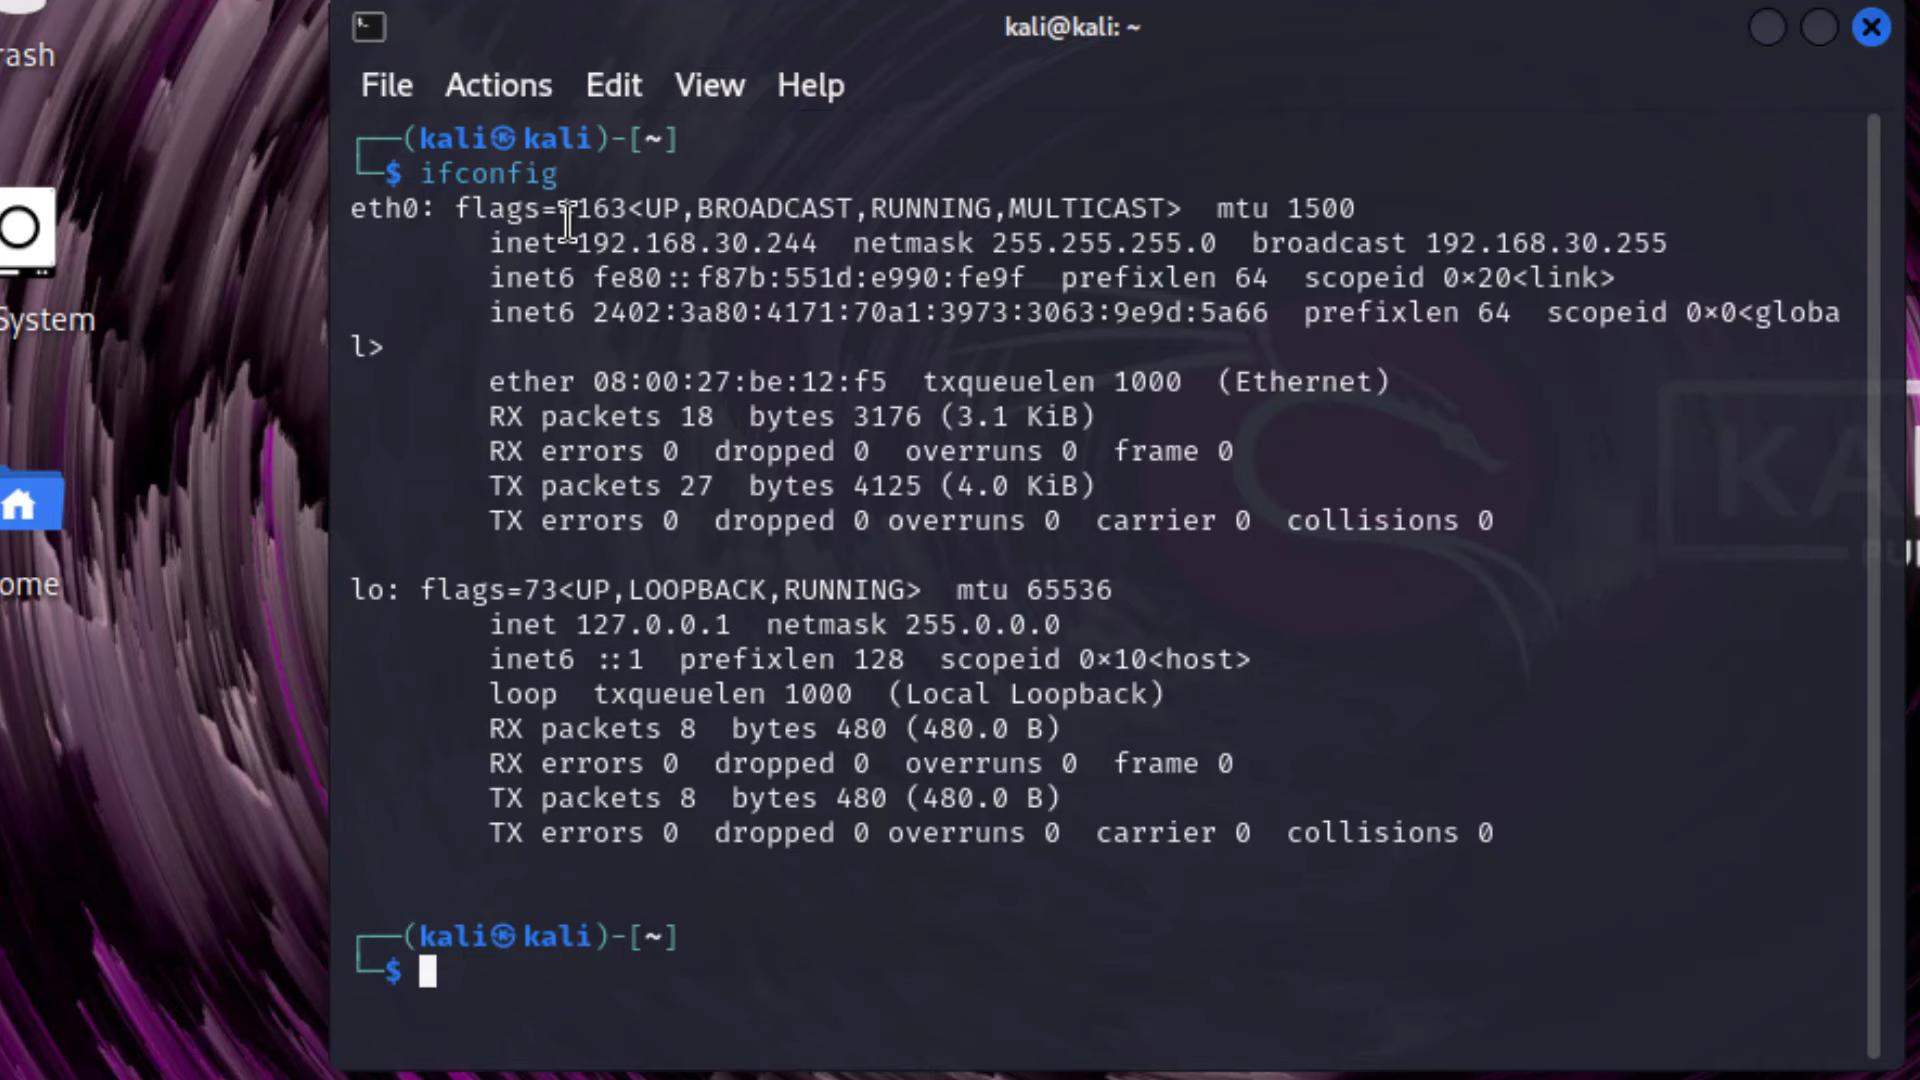 kali@kali: ~
rash
File Actions Edit View Help
(kali㉿kali)-[~]
$ ifconfig
eth0: flags=4163<UP,BROADCAST,RUNNING,MULTICAST>  mtu 1500
inet 192.168.30.244  netmask 255.255.255.0  broadcast 192.168.30.255
inet6 fe80::f87b:551d:e990:fe9f  prefixlen 64  scopeid 0×20<link>
System
inet6 2402:3a80:4171:70a1:3973:3063:9e9d:5a66  prefixlen 64  scopeid 0×0<globa
l>
ether 08:00:27:be:12:f5  txqueuelen 1000  (Ethernet)
RX packets 18  bytes 3176 (3.1 KiB)
RX errors 0  dropped 0  overruns 0  frame 0
TX packets 27  bytes 4125 (4.0 KiB)
TX errors 0  dropped 0 overruns 0  carrier 0  collisions 0
KA
ome
lo: flags=73<UP,LOOPBACK,RUNNING>  mtu 65536
inet 127.0.0.1  netmask 255.0.0.0
inet6 ::1  prefixlen 128  scopeid 0×10<host>
loop  txqueuelen 1000  (Local Loopback)
RX packets 8  bytes 480 (480.0 B)
RX errors 0  dropped 0  overruns 0  frame 0
TX packets 8  bytes 480 (480.0 B)
TX errors 0  dropped 0 overruns 0  carrier 0  collisions 0
(kali㉿kali)-[~]
$